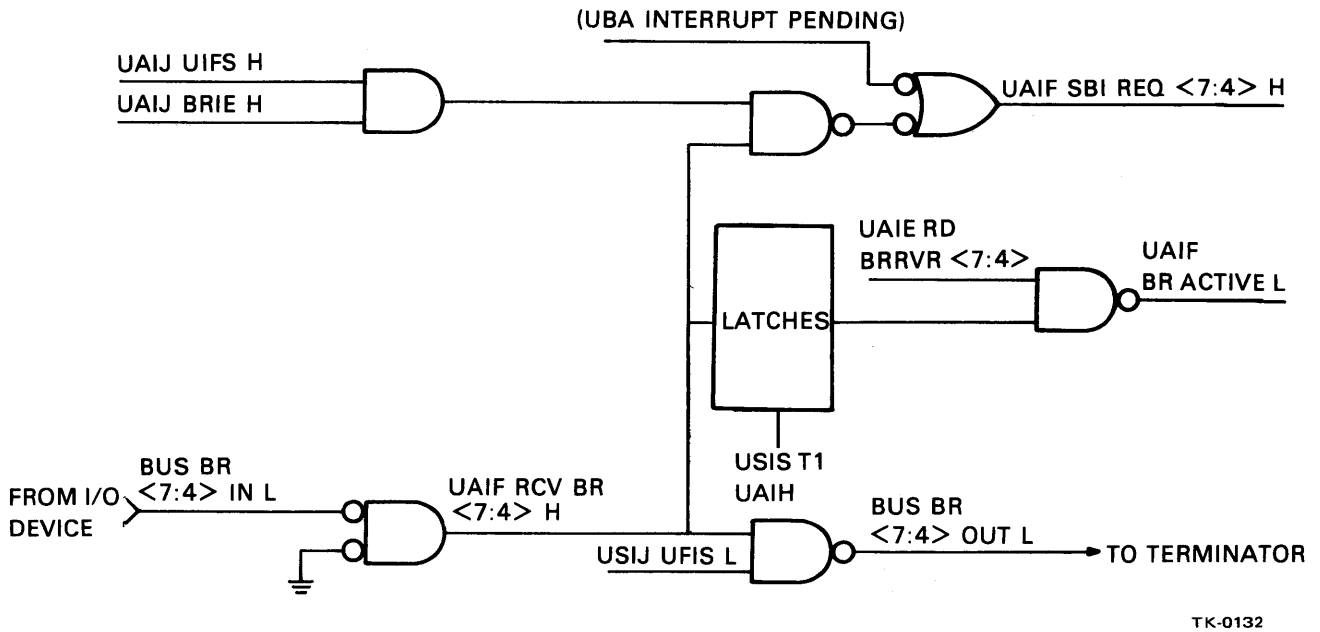 (UBA INTERRUPT PENDING)
UAIJ UIFS H
UAIJ BRIE H
UAIF SBI REQ <7:4> H
UAIE RD
BRRVR <7:4>
UAIF
BR ACTIVE L
LATCHES
USIS T1
UAIH
BUS BR
<7:4> IN L
FROM I/O
DEVICE
UAIF RCV BR
<7:4> H
USIJ UFIS L
BUS BR
<7:4> OUT L
TO TERMINATOR
TK-0132